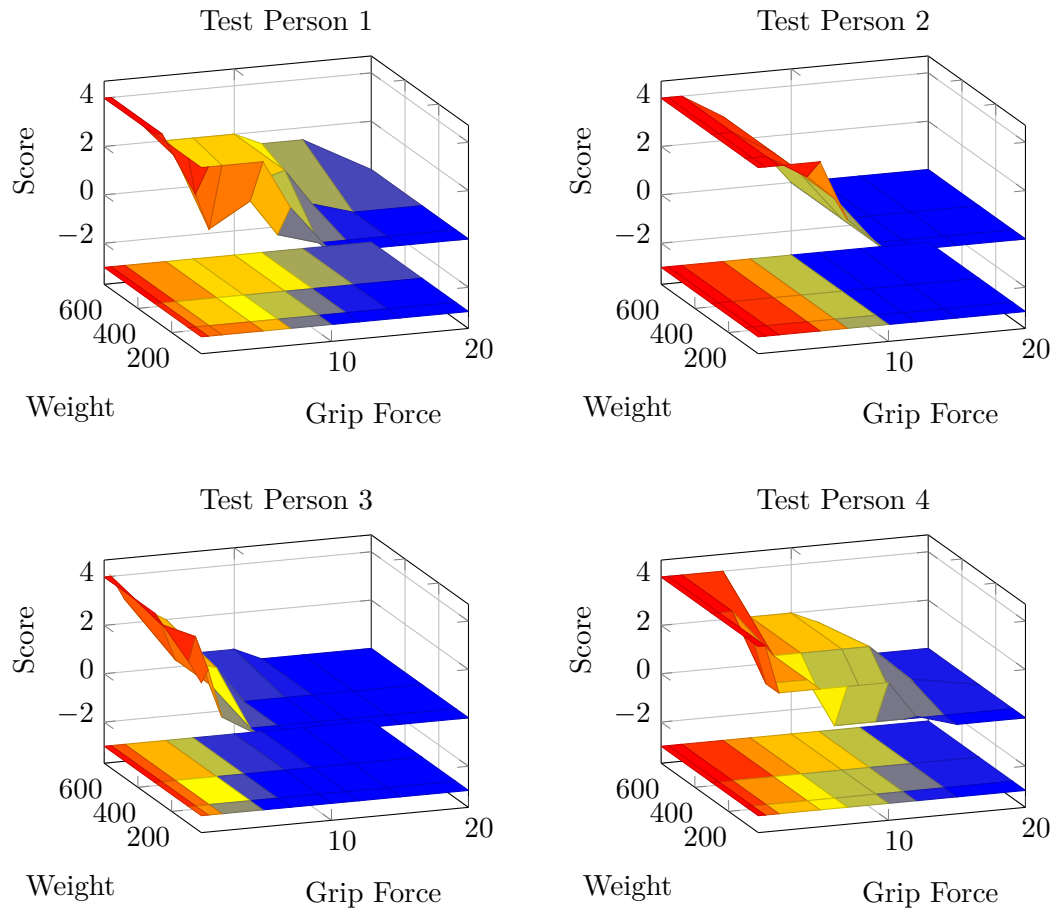 Test Person 1
4
2
0
−2
Score
600
400
200
10
20
Weight
Grip Force
Test Person 2
4
2
0
−2
Score
600
400
200
10
20
Weight
Grip Force
Test Person 3
4
2
0
−2
Score
600
400
200
10
20
Weight
Grip Force
Test Person 4
4
2
0
−2
Score
600
400
200
10
20
Weight
Grip Force